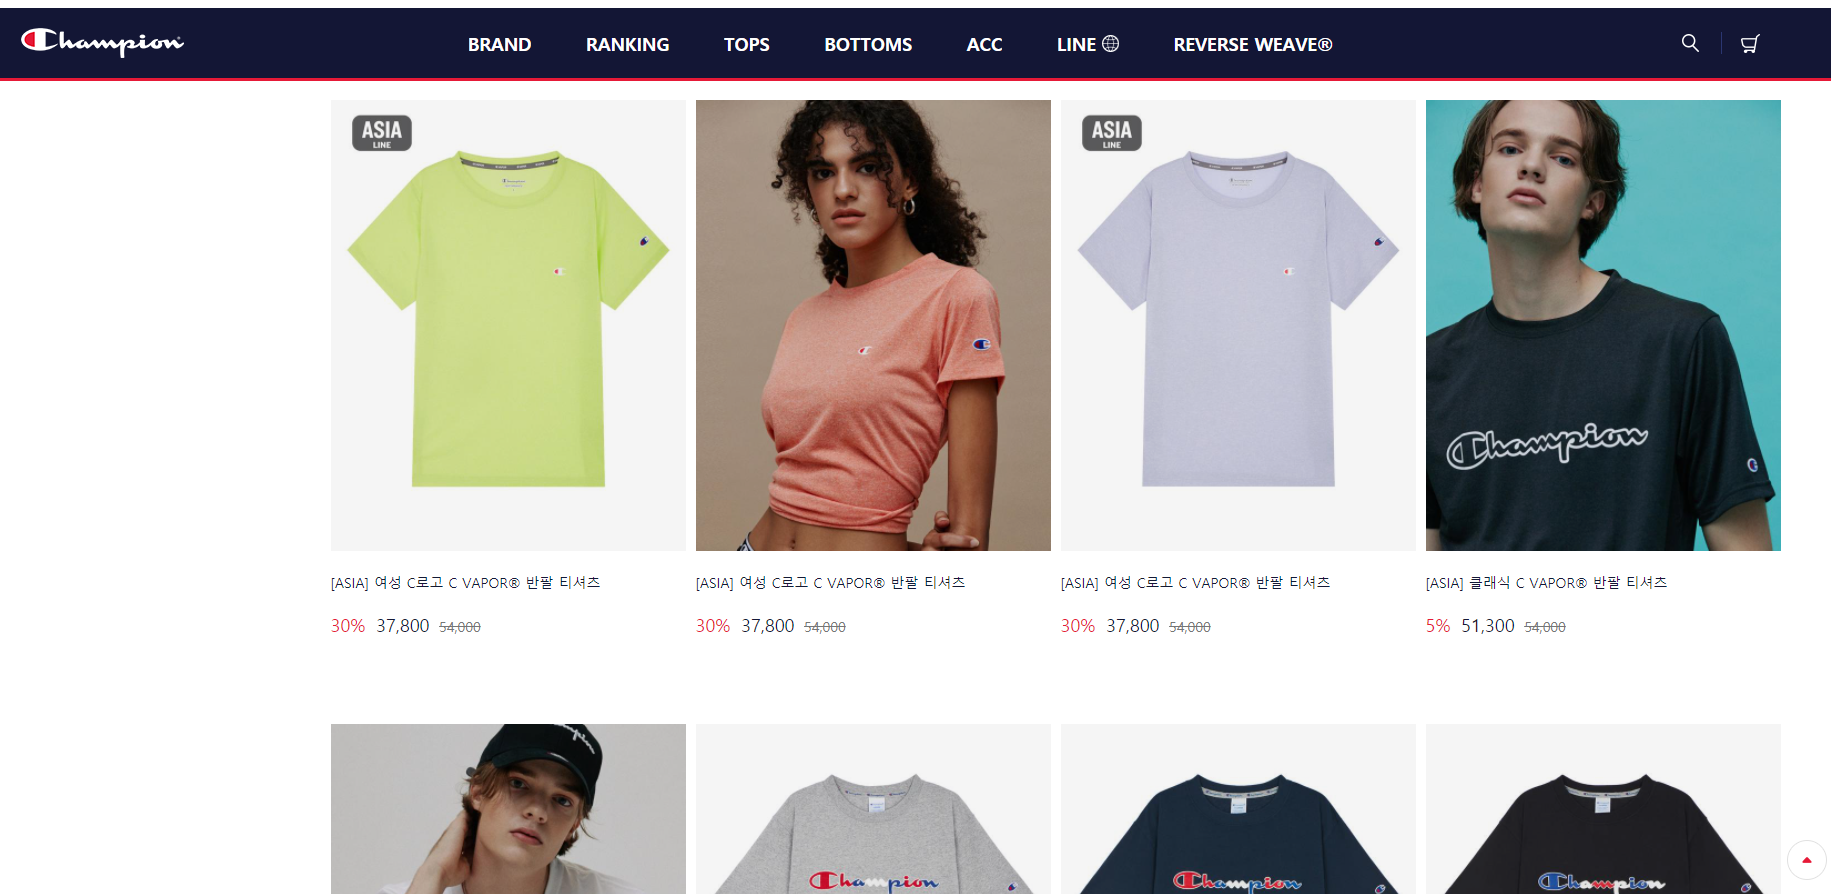 Champion
BRAND RANKING TOPS BOTTOMS ACC LINE REVERSE WEAVE®
ASIA
LINE
ASIA
LINE
Champion
[ASIA] 여성 C로고 C VAPOR® 반팔 티셔츠
30% 37,800 54,000
[ASIA] 여성 C로고 C VAPOR® 반팔 티셔츠
30% 37,800 54,000
[ASIA] 여성 C로고 C VAPOR® 반팔 티셔츠
30% 37,800 54,000
[ASIA] 클래식 C VAPOR® 반팔 티셔츠
5% 51,300 54,000
Champion
Champion
Champion